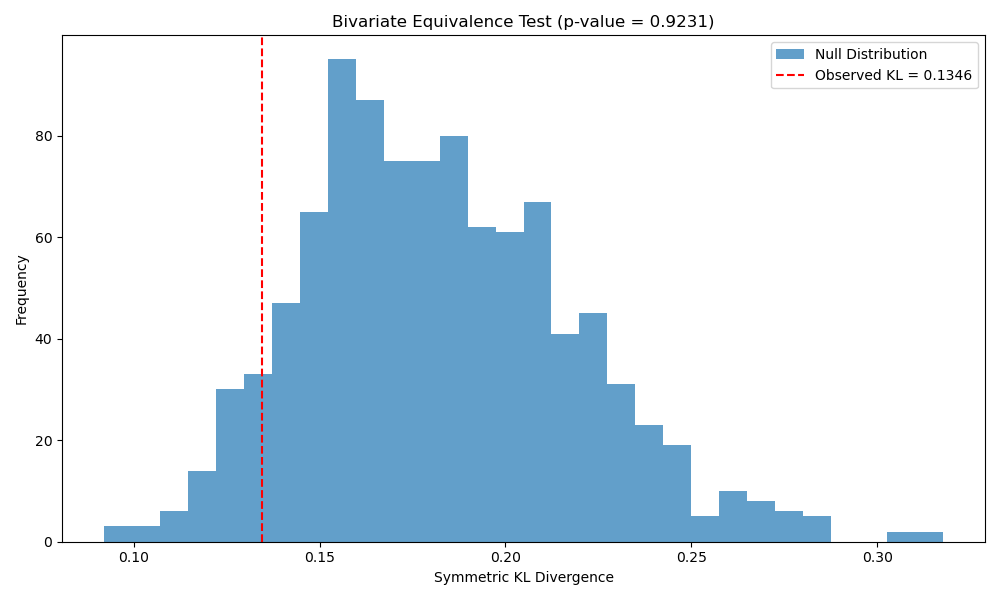 Bivariate Equivalence Test (p-value = 0.9231)
Null Distribution
Observed KL = 0.1346
Frequency
80
60
40
20
0
0.10 0.15 0.20 0.25 0.30
Symmetric KL Divergence